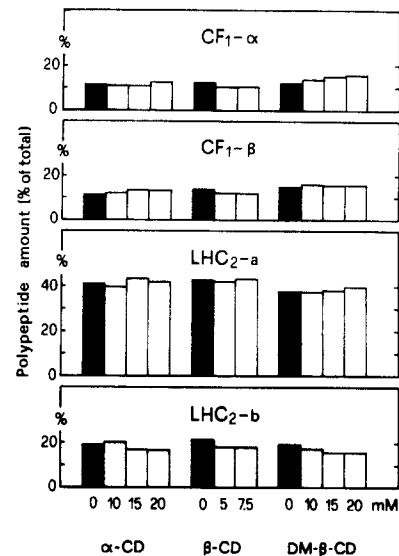 %
CF₁-α
20
0
%
CF₁-β
20
0
LHC₂-a
40
20
0
%
LHC₂-b
20
0
Polypeptide amount (% of total)
0 10 15 20 0 5 7.5 0 10 15 20 mM
α-CD β-CD DM-β-CD